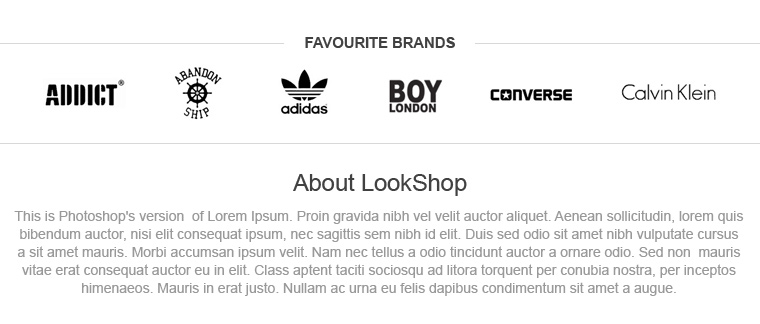 FAVOURITE BRANDS
ADDICT®
ABANDON
SHIP
adidas
BOY
LONDON
CONVERSE
Calvin Klein
About LookShop
This is Photoshop's version  of Lorem Ipsum. Proin gravida nibh vel velit auctor aliquet. Aenean sollicitudin, lorem quis
bibendum auctor, nisi elit consequat ipsum, nec sagittis sem nibh id elit. Duis sed odio sit amet nibh vulputate cursus
a sit amet mauris. Morbi accumsan ipsum velit. Nam nec tellus a odio tincidunt auctor a ornare odio. Sed non  mauris
vitae erat consequat auctor eu in elit. Class aptent taciti sociosqu ad litora torquent per conubia nostra, per inceptos
himenaeos. Mauris in erat justo. Nullam ac urna eu felis dapibus condimentum sit amet a augue.